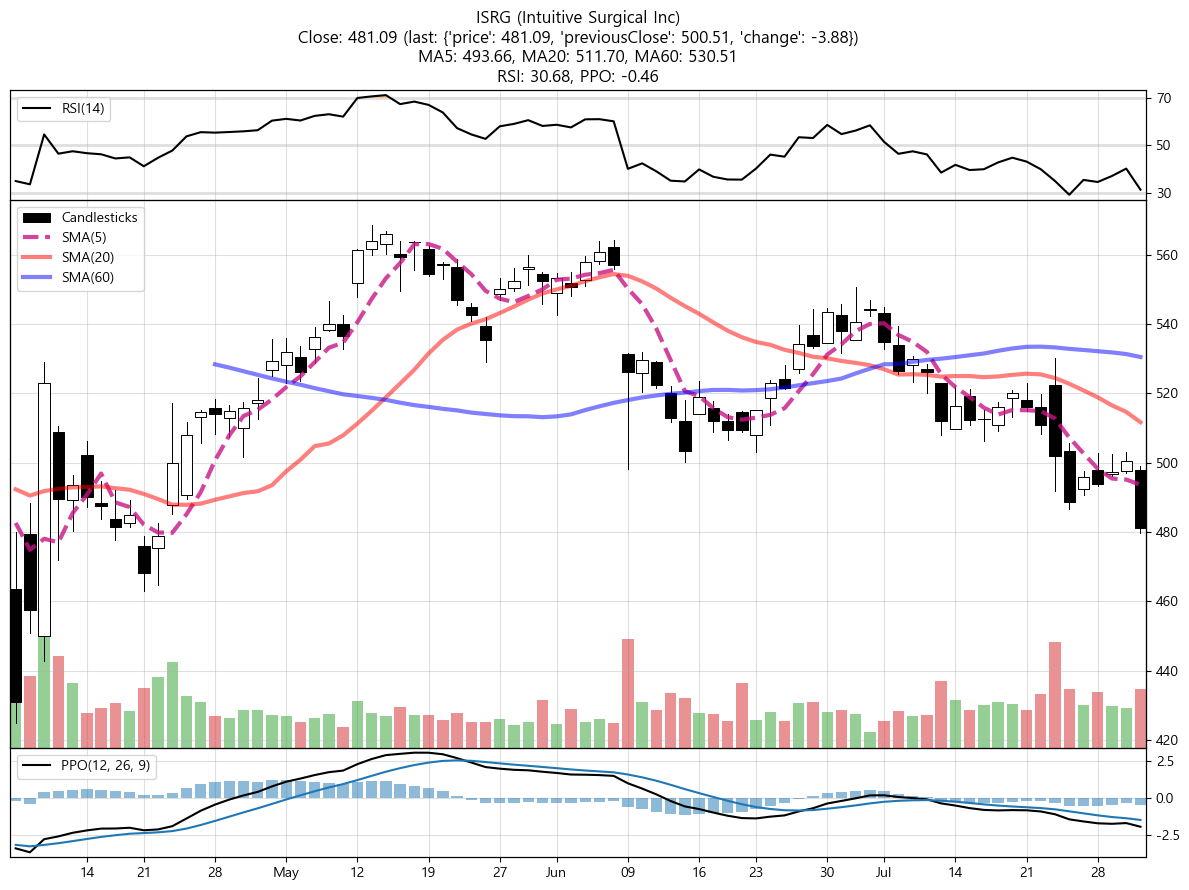 ISRG (Intuitive Surgical Inc)
Close: 481.09 (last: {'price': 481.09, 'previousClose': 500.51, 'change': -3.88})
MA5: 493.66, MA20: 511.70, MA60: 530.51
RSI: 30.68, PPO: -0.46
RSI(14)
70
50
30
Candlesticks
SMA(5)
SMA(20)
SMA(60)
560
540
520
500
480
460
440
420
PPO(12, 26, 9)
2.5
0.0
−2.5
14 21 28 May 12 19 27 Jun 09 16 23 30 Jul 14 21 28